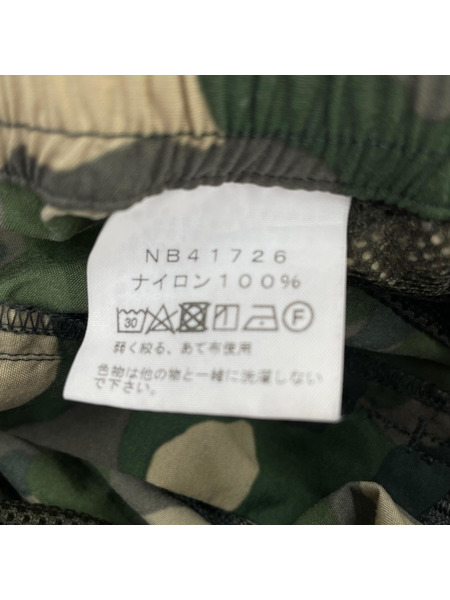 NB41726
ナイロン100%
30 F
弱く絞る、あて布使用
色物は他の物と一緒に洗濯しない
で下さい。